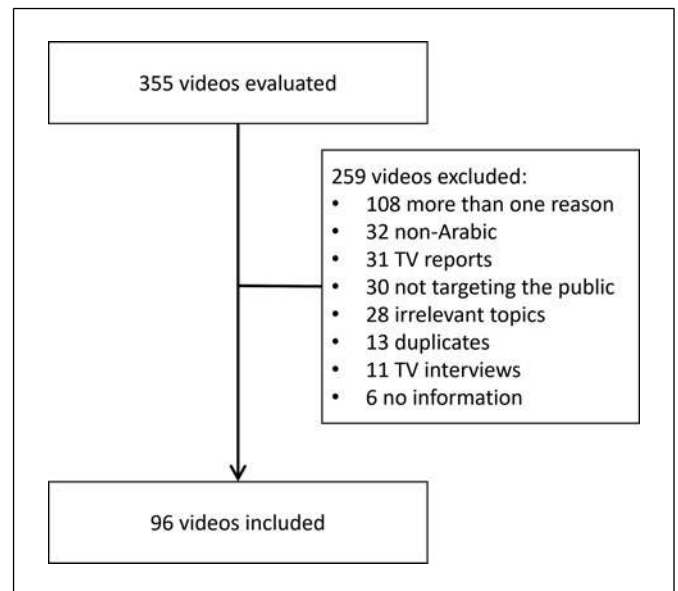 355 videos evaluated
259 videos excluded:
• 108 more than one reason
• 32 non-Arabic
• 31 TV reports
• 30 not targeting the public
• 28 irrelevant topics
• 13 duplicates
• 11 TV interviews
• 6 no information
96 videos included